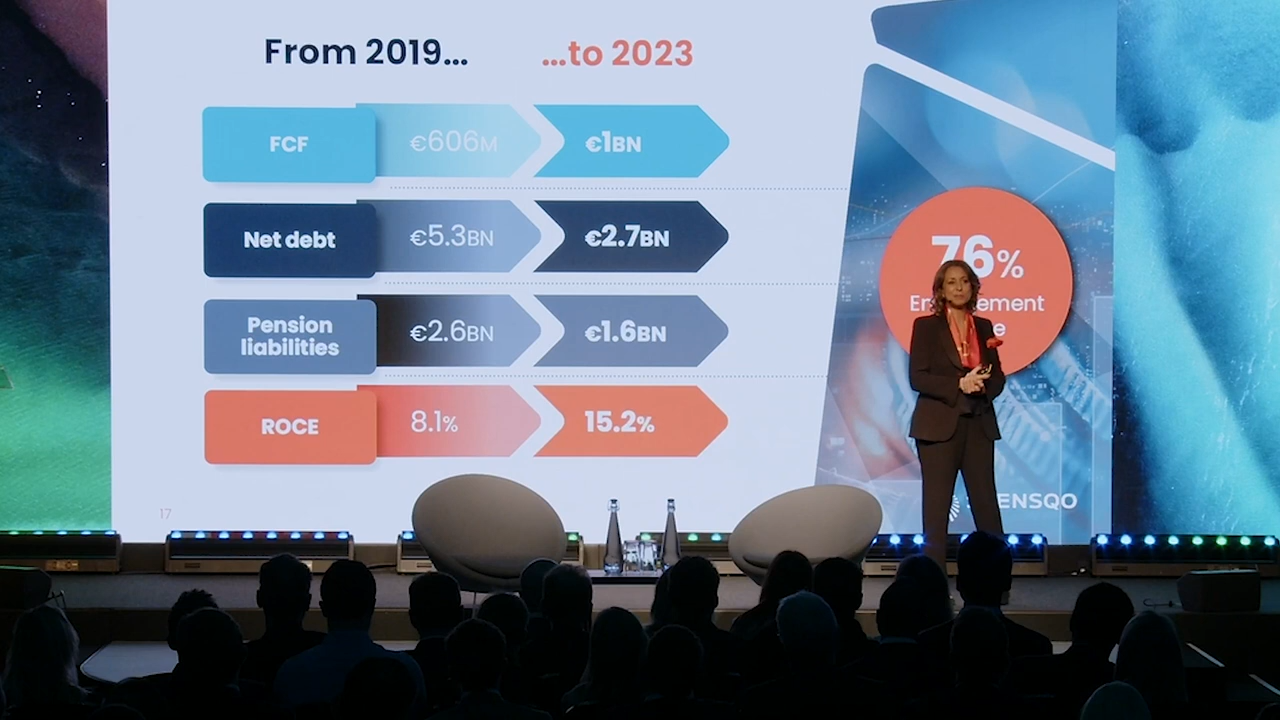 From 2019... ...to 2023
FCF €606M €1BN
Net debt €5.3BN €2.7BN
Pension
liabilities €2.6BN €1.6BN
ROCE 8.1% 15.2%
76%
17